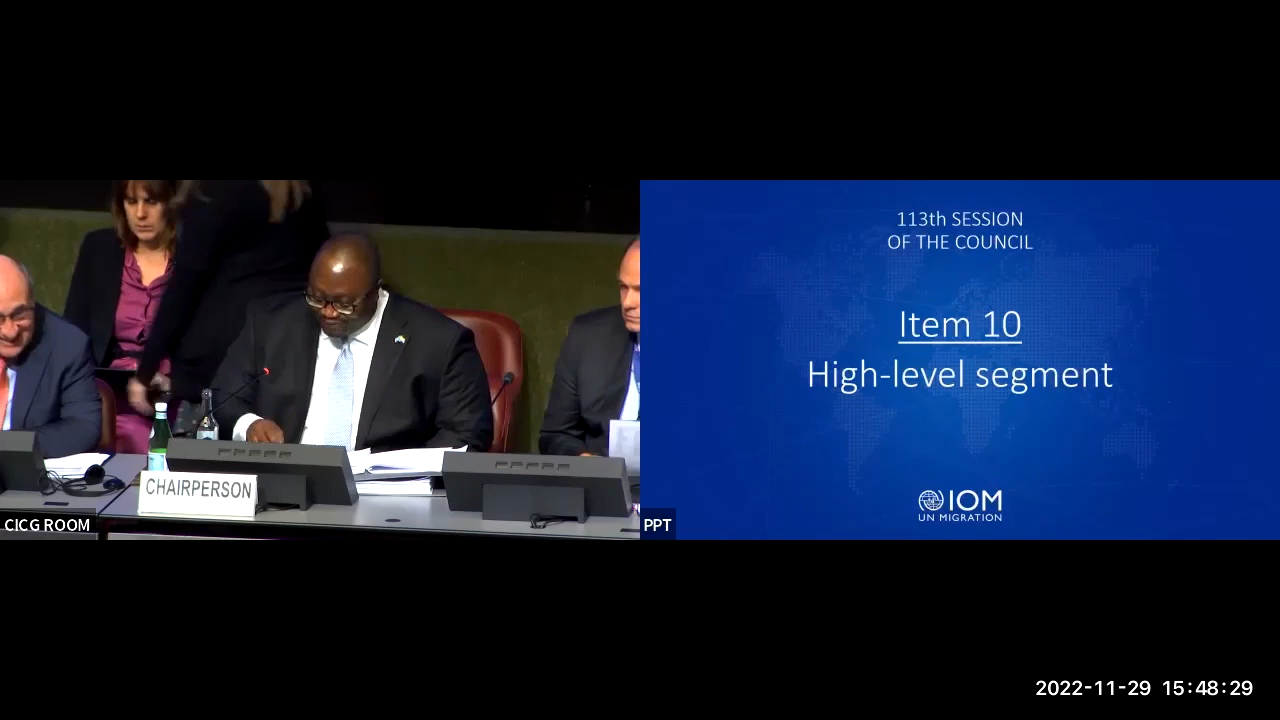 CHAIRPERSON
CICG ROOM
113th SESSION
OF THE COUNCIL
Item 10
High-level segment
IOM
UN MIGRATION
PPT
2022-11-29 15:48:29